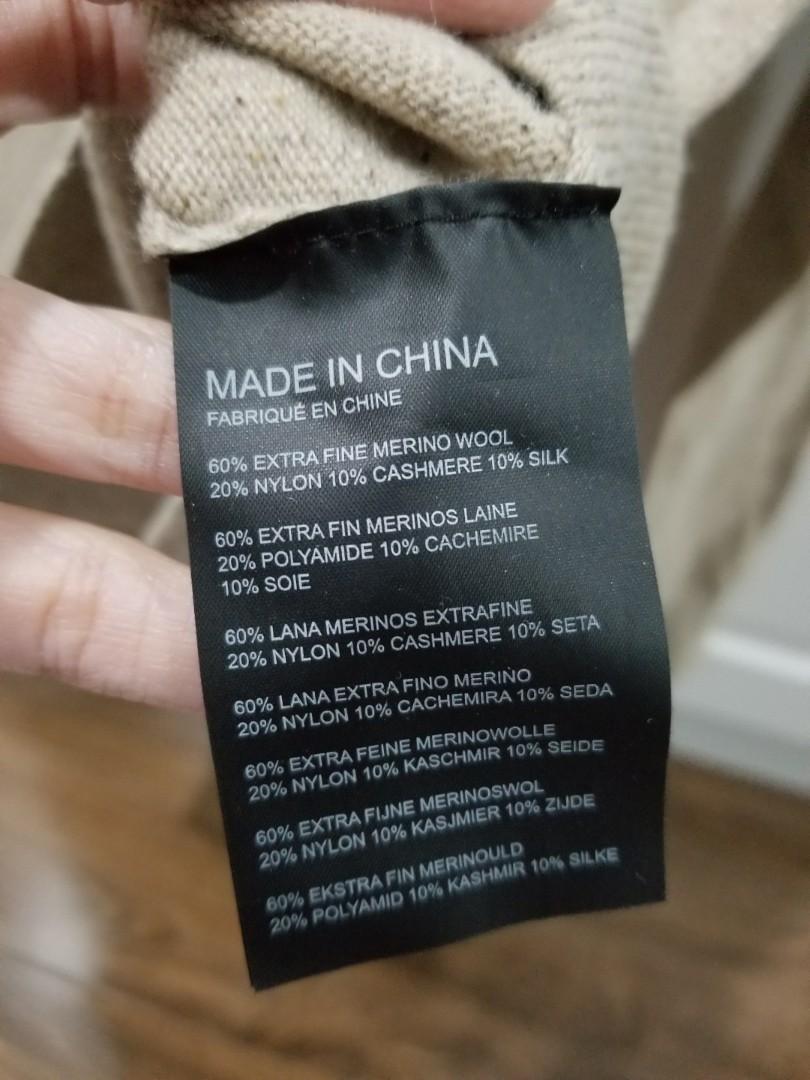 MADE IN CHINA
FABRIQUÉ EN CHINE
60% EXTRA FINE MERINO WOOL
20% NYLON 10% CASHMERE 10% SILK
60% EXTRA FIN MERINOS LAINE
20% POLYAMIDE 10% CACHEMIRE
10% SOIE
60% LANA MERINOS EXTRAFINE
20% NYLON 10% CASHMERE 10% SETA
60% LANA EXTRA FINO MERINO
20% NYLON 10% CACHEMIRA 10% SEDA
60% EXTRA FEINE MERINOWOLLE
20% NYLON 10% KASCHMIR 10% SEIDE
60% EXTRA FIJNE MERINOSWOL
20% NYLON 10% KASJMIER 10% ZIJDE
60% EKSTRA FIN MERINOULD
20% POLYAMID 10% KASHMIR 10% SILKE